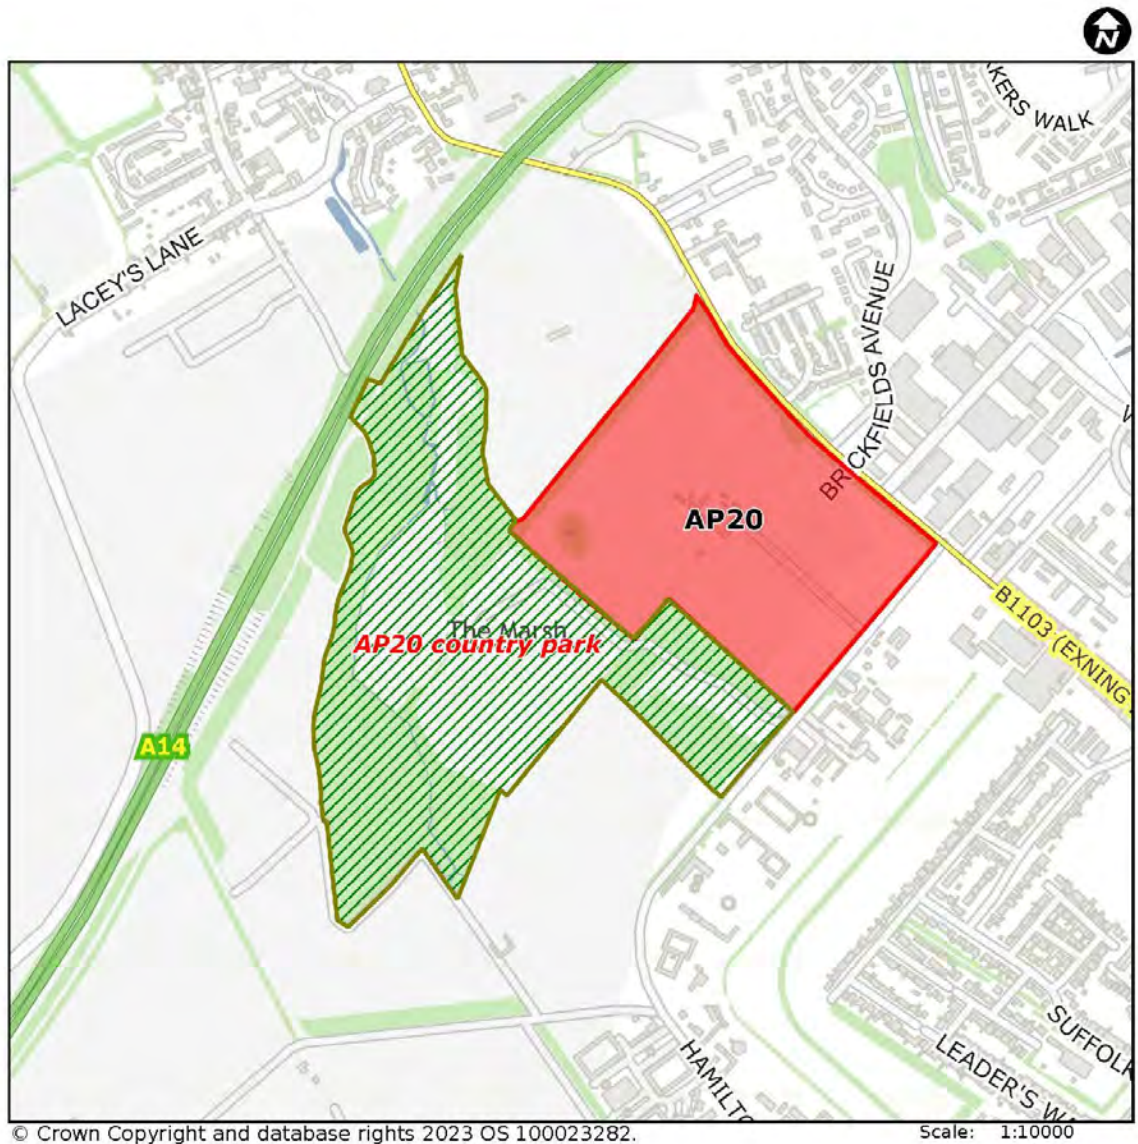 N
KERS WALK
LACEY'S LANE
BRICKFIELDS AVENUE
AP20
B1103 (EXNING
The Marsh
AP20 country park
A14
SUFFOLK
LEADER'S WA
HAMILTO
© Crown Copyright and database rights 2023 OS 100023282.
Scale: 1:10000